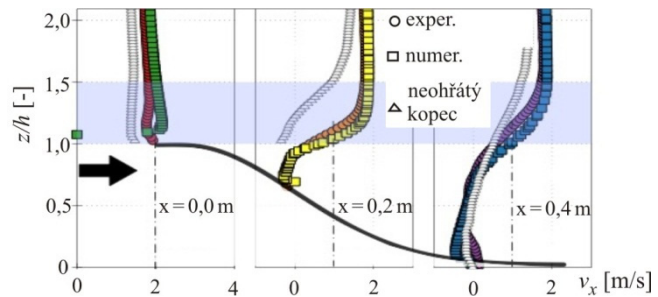 2,0
1,5
1,0
0,5
0
z/h [-]
○ exper.
□ numer.
△ neohřátý
kopec
x = 0,0 m
x = 0,2 m
x = 0,4 m
0 2 4 0 2 0 2
vₓ [m/s]